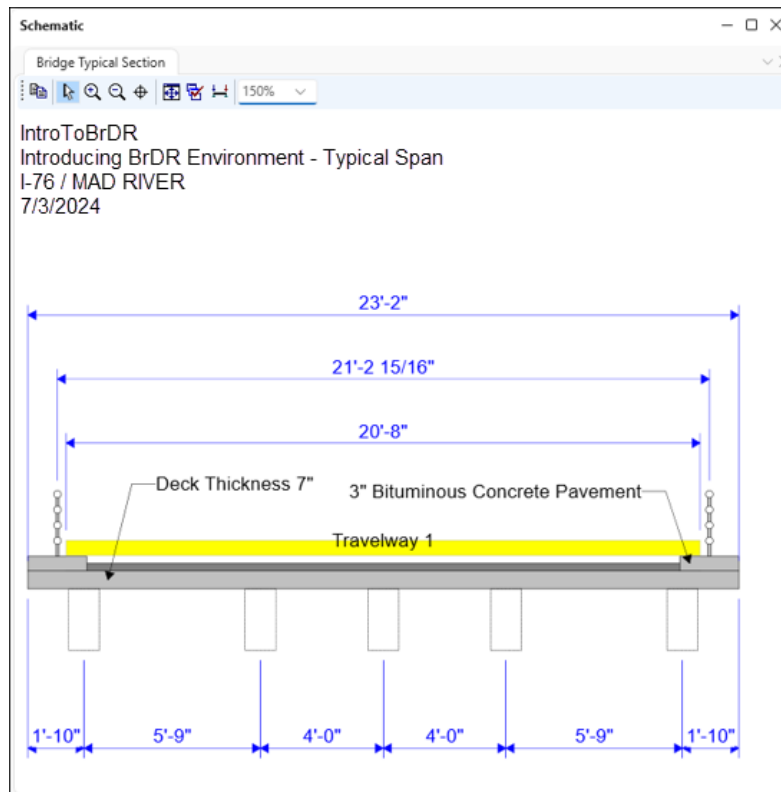 Schematic
Bridge Typical Section
150%
IntroToBrDR
Introducing BrDR Environment - Typical Span
I-76 / MAD RIVER
7/3/2024
23'-2"
21'-2 15/16"
20'-8"
Deck Thickness 7"
3" Bituminous Concrete Pavement
Travelway 1
1'-10" 5'-9" 4'-0" 4'-0" 5'-9" 1'-10"